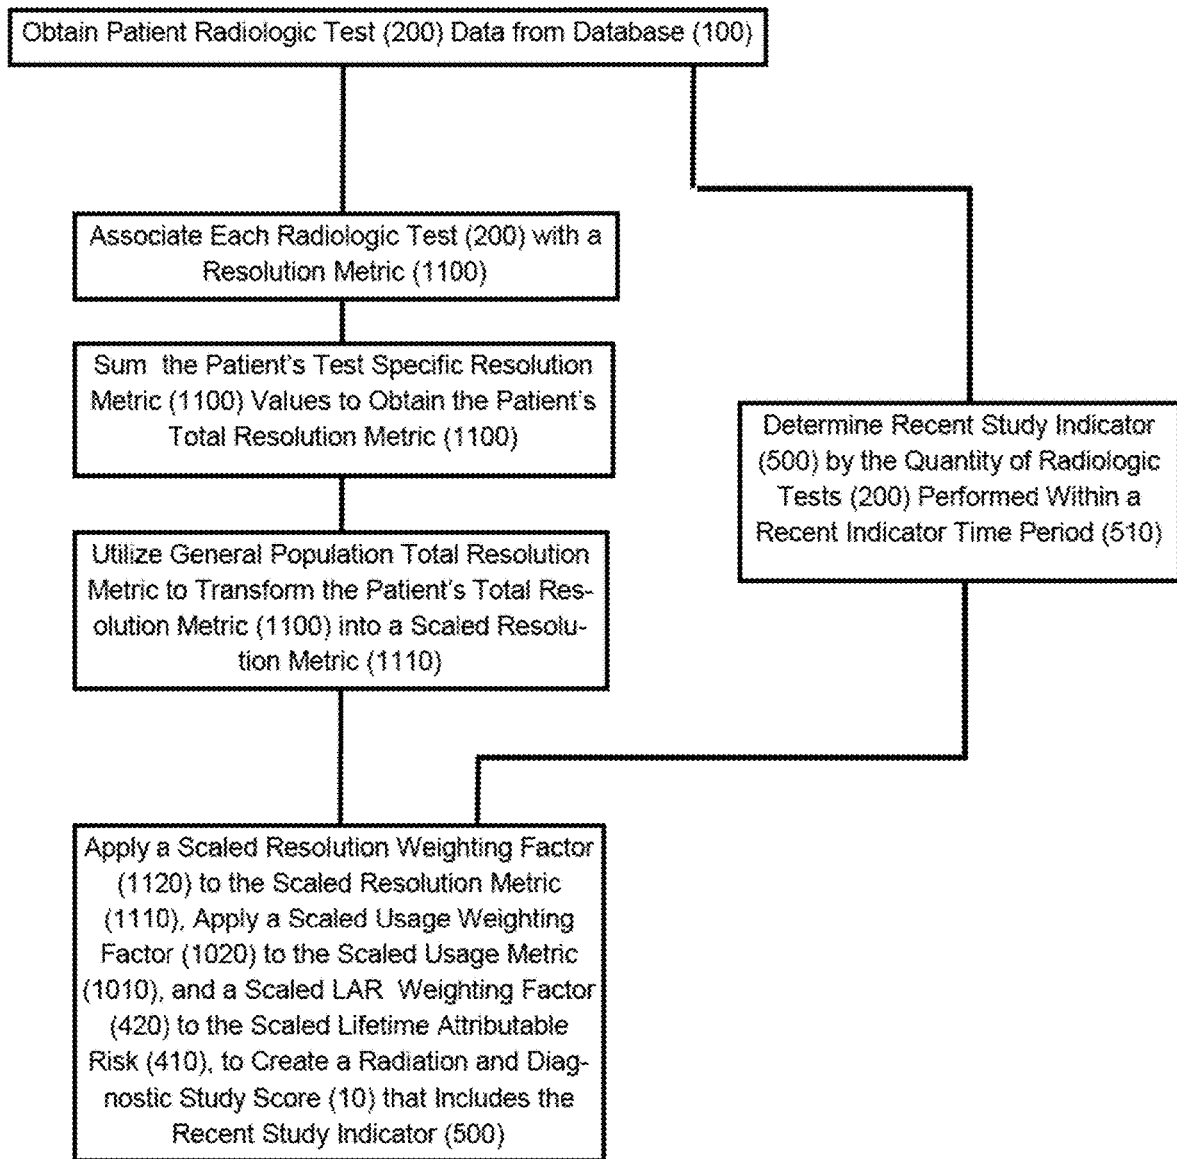 Obtain Patient Radiologic Test (200) Data from Database (100)
Associate Each Radiologic Test (200) with a
Resolution Metric (1100)
Sum the Patient's Test Specific Resolution
Metric (1100) Values to Obtain the Patient's
Total Resolution Metric (1100)
Determine Recent Study Indicator
(500) by the Quantity of Radiologic
Tests (200) Performed Within a
Recent Indicator Time Period (510)
Utilize General Population Total Resolution
Metric to Transform the Patient's Total Res-
olution Metric (1100) into a Scaled Resolu-
tion Metric (1110)
Apply a Scaled Resolution Weighting Factor
(1120) to the Scaled Resolution Metric
(1110), Apply a Scaled Usage Weighting
Factor (1020) to the Scaled Usage Metric
(1010), and a Scaled LAR Weighting Factor
(420) to the Scaled Lifetime Attributable
Risk (410), to Create a Radiation and Diag-
nostic Study Score (10) that Includes the
Recent Study Indicator (500)